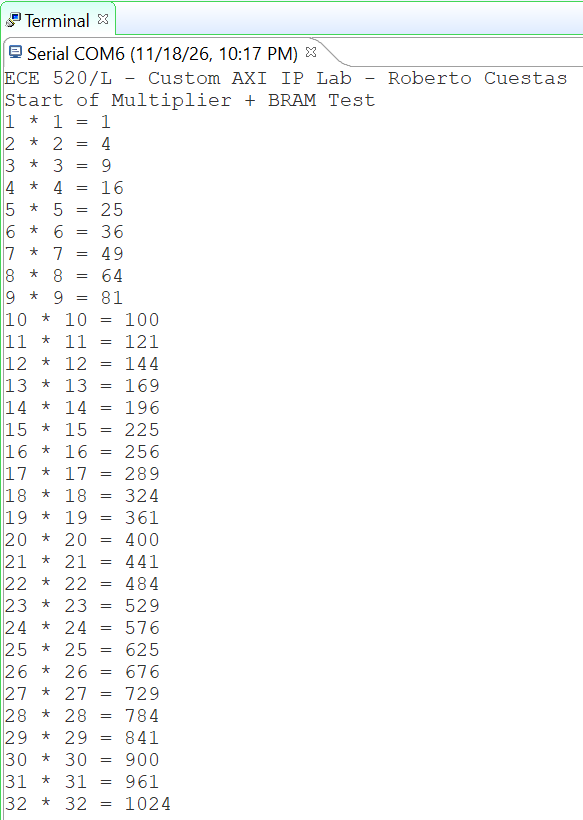 Terminal
Serial COM6 (11/18/26, 10:17 PM)
ECE 520/L - Custom AXI IP Lab - Roberto Cuestas
Start of Multiplier + BRAM Test
1 * 1 = 1
2 * 2 = 4
3 * 3 = 9
4 * 4 = 16
5 * 5 = 25
6 * 6 = 36
7 * 7 = 49
8 * 8 = 64
9 * 9 = 81
10 * 10 = 100
11 * 11 = 121
12 * 12 = 144
13 * 13 = 169
14 * 14 = 196
15 * 15 = 225
16 * 16 = 256
17 * 17 = 289
18 * 18 = 324
19 * 19 = 361
20 * 20 = 400
21 * 21 = 441
22 * 22 = 484
23 * 23 = 529
24 * 24 = 576
25 * 25 = 625
26 * 26 = 676
27 * 27 = 729
28 * 28 = 784
29 * 29 = 841
30 * 30 = 900
31 * 31 = 961
32 * 32 = 1024